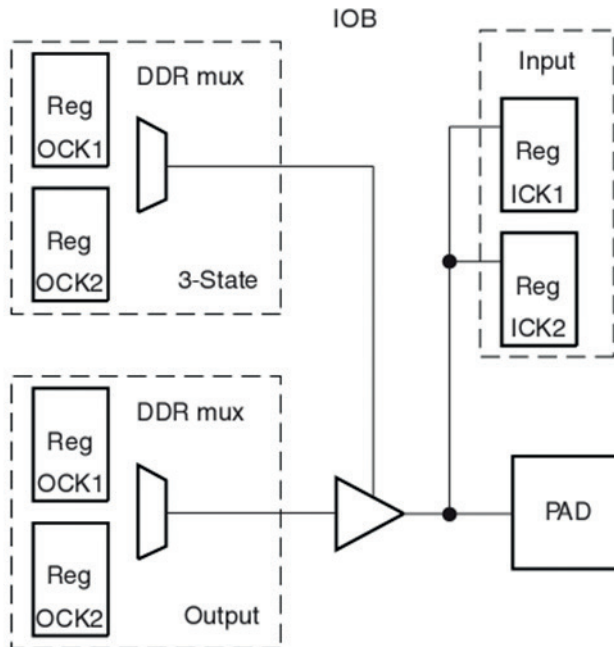 IOB
DDR mux
Reg
OCK1
Reg
OCK2
3-State
Input
Reg
ICK1
Reg
ICK2
DDR mux
Reg
OCK1
Reg
OCK2
Output
PAD